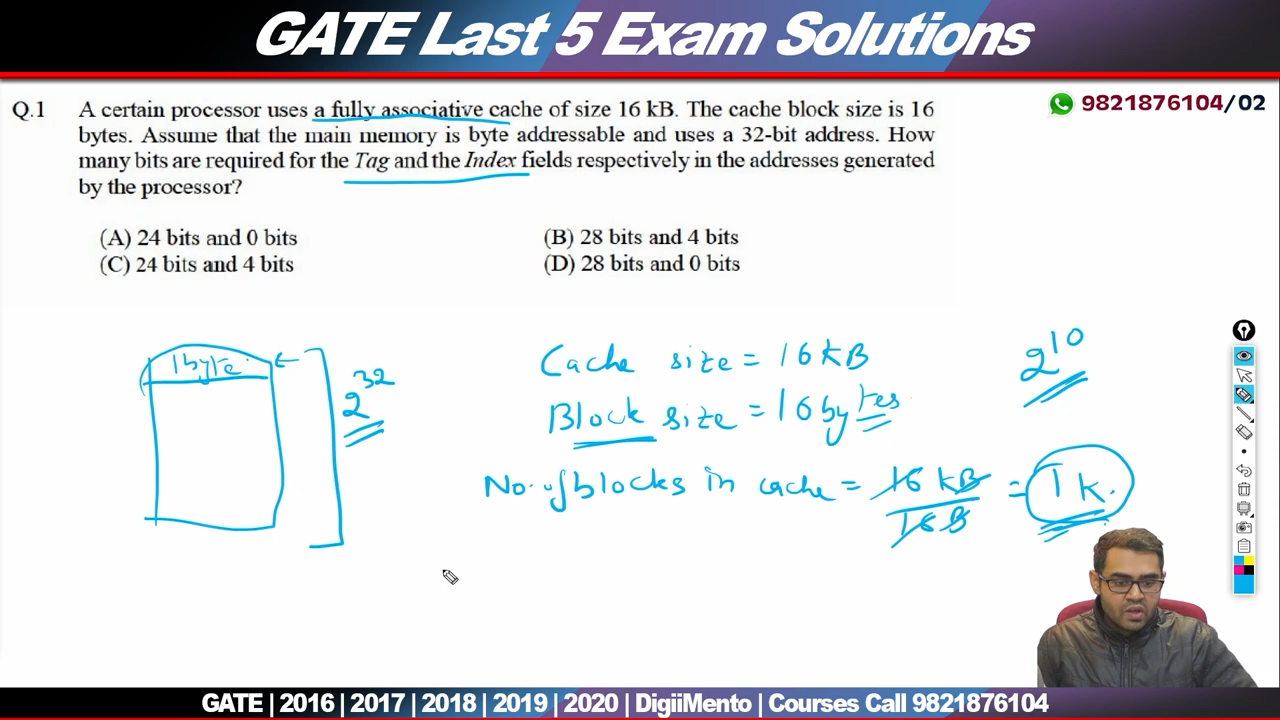 GATE Last 5 Exam Solutions
Q.1 A certain processor uses a fully associative cache of size 16 kB. The cache block size is 16
9821876104/02
bytes. Assume that the main memory is byte addressable and uses a 32-bit address. How
many bits are required for the Tag and the Index fields respectively in the addresses generated
by the processor?
(A) 24 bits and 0 bits
(B) 28 bits and 4 bits
(C) 24 bits and 4 bits
(D) 28 bits and 0 bits
1byte
2^32
Cache size = 16 kB
2^10
Block size = 16 bytes
No. of blocks in cache = 16 kB / 16 B = 1 k.
GATE | 2016 | 2017 | 2018 | 2019 | 2020 | DigiiMento | Courses Call 9821876104